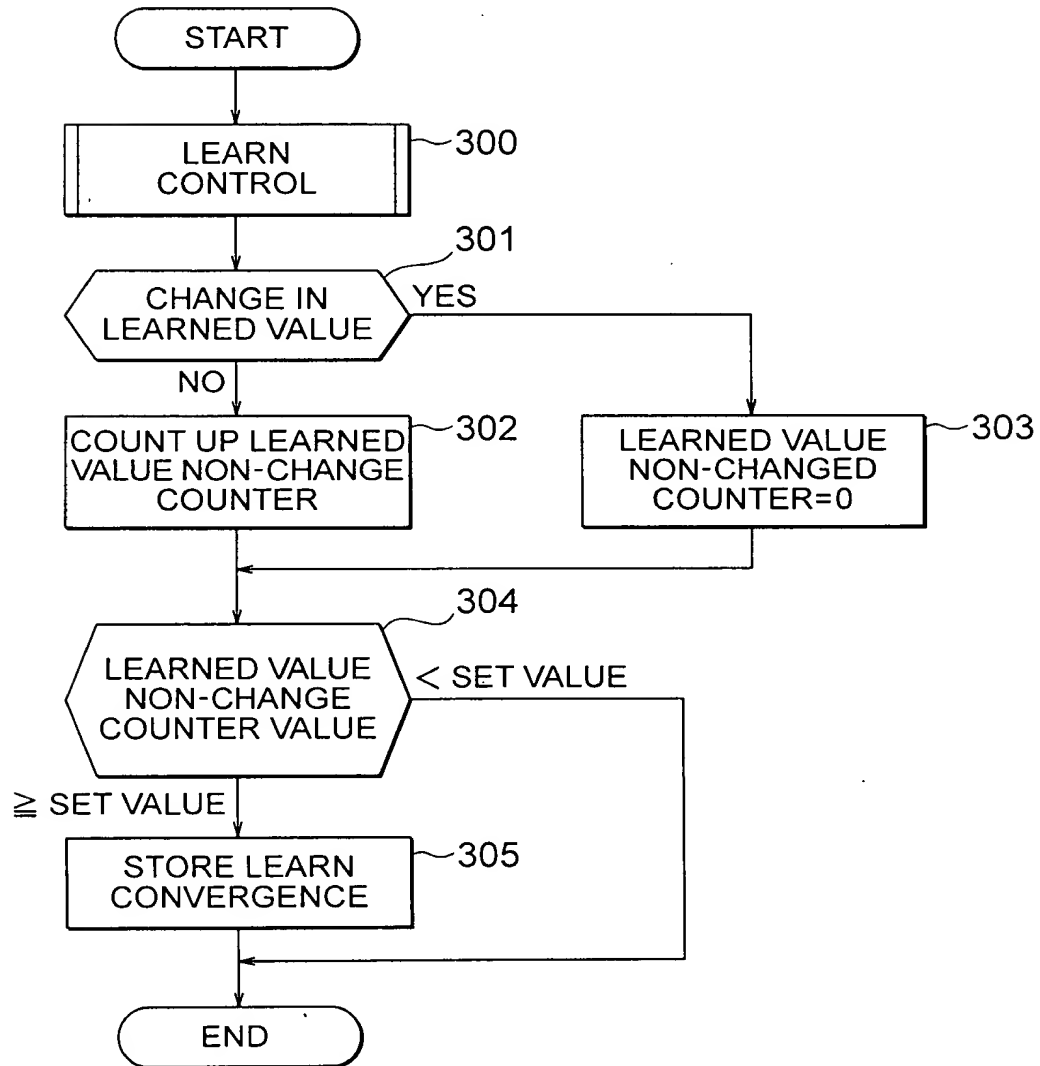 START
LEARN
CONTROL
300
301
CHANGE IN
LEARNED VALUE
YES
NO
COUNT UP LEARNED
VALUE NON-CHANGE
COUNTER
302
LEARNED VALUE
NON-CHANGED
COUNTER=0
303
304
LEARNED VALUE
NON-CHANGE
COUNTER VALUE
< SET VALUE
≧ SET VALUE
STORE LEARN
CONVERGENCE
305
END